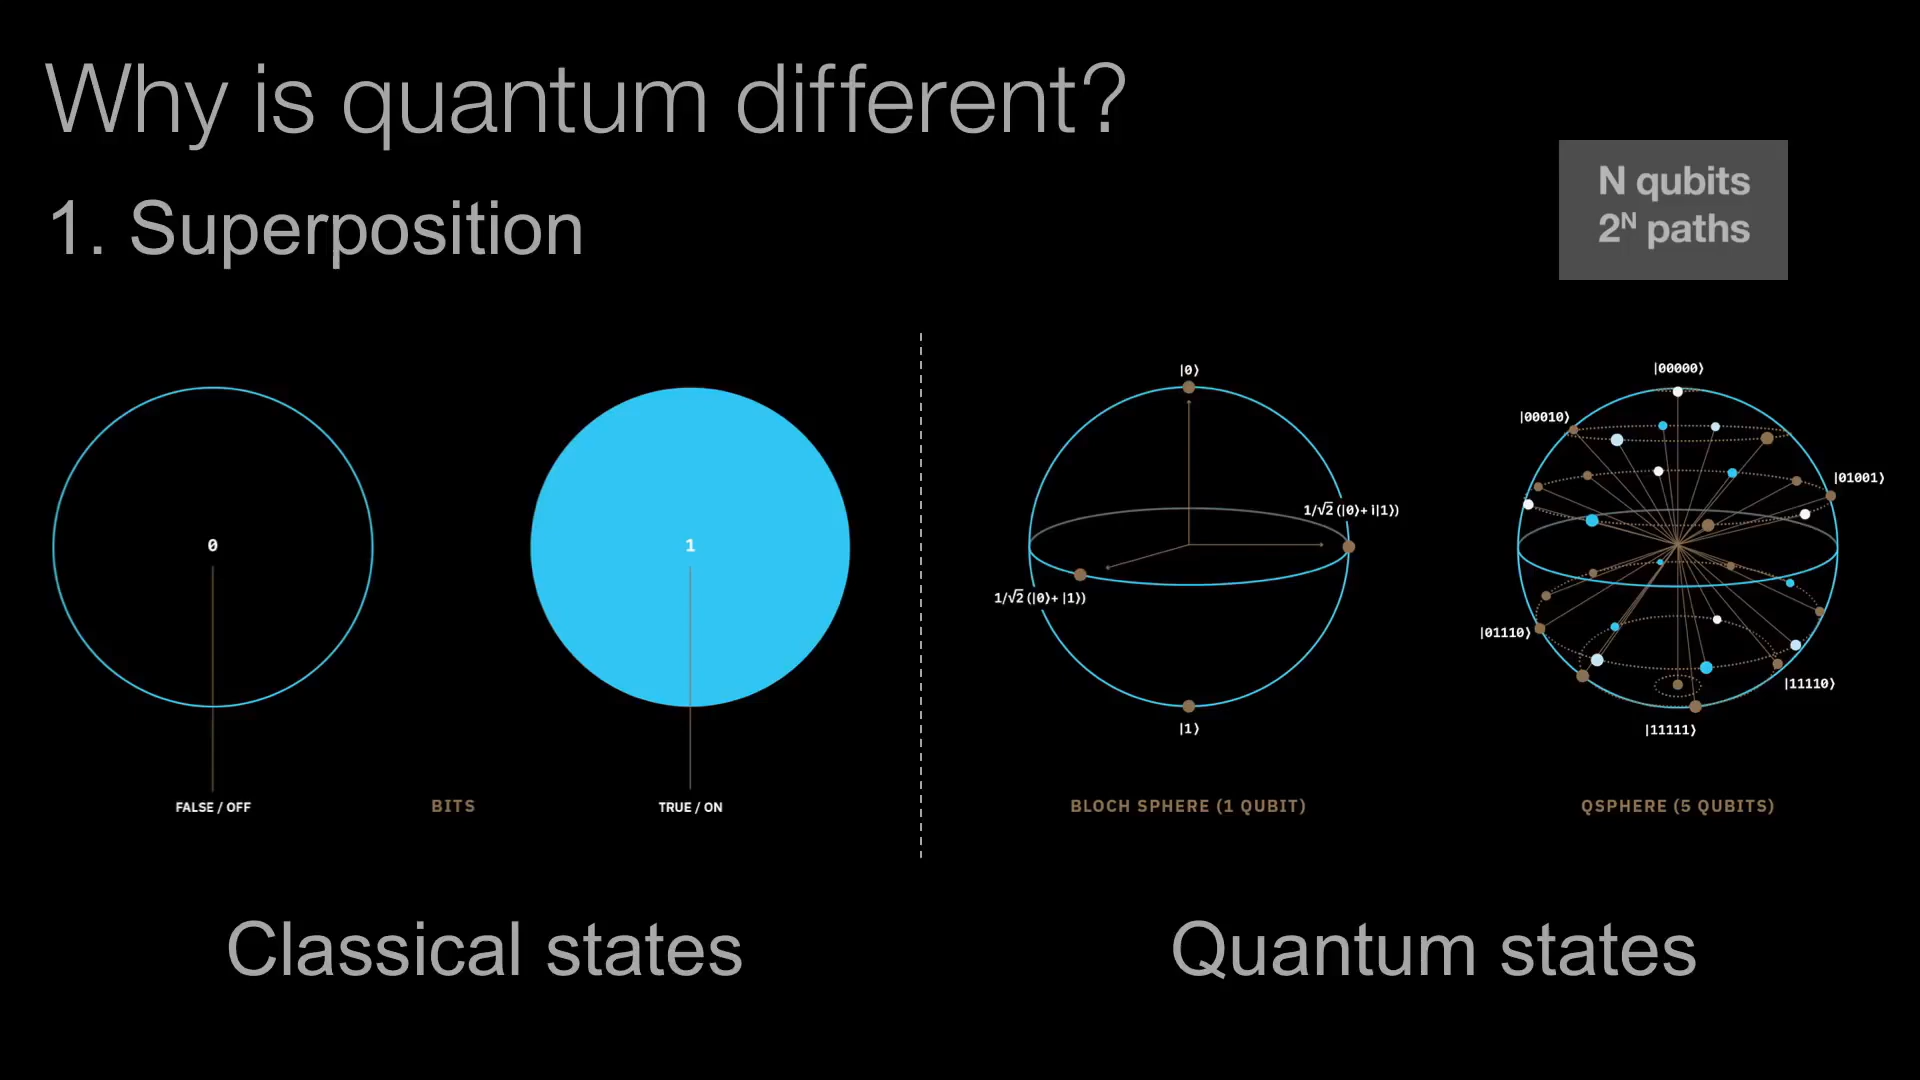 Why is quantum different?
1. Superposition
N qubits
2ᴺ paths
0
1
FALSE / OFF
BITS
TRUE / ON
|0⟩
1/√2 (|0⟩+ i|1⟩)
1/√2 (|0⟩+ |1⟩)
|1⟩
BLOCH SPHERE (1 QUBIT)
|00000⟩
|00010⟩
|01001⟩
|01110⟩
|11110⟩
|11111⟩
QSPHERE (5 QUBITS)
Classical states
Quantum states